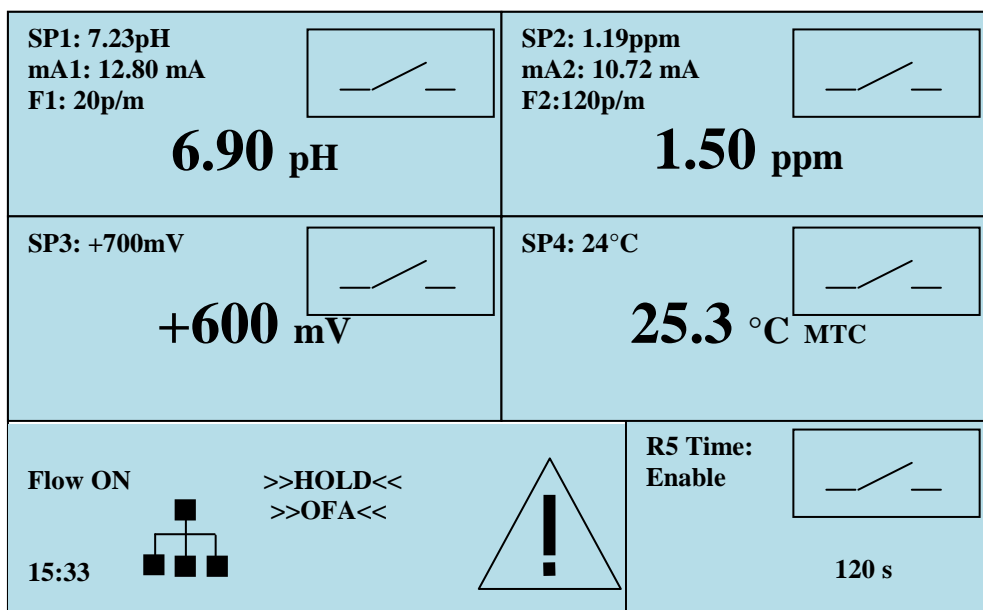 SP1: 7.23pH
mA1: 12.80 mA
F1: 20p/m
6.90 pH
SP2: 1.19ppm
mA2: 10.72 mA
F2:120p/m
1.50 ppm
SP3: +700mV
+600 mV
SP4: 24°C
25.3 °C MTC
Flow ON
>>HOLD<<
>>OFA<<
15:33
!
R5 Time:
Enable
120 s